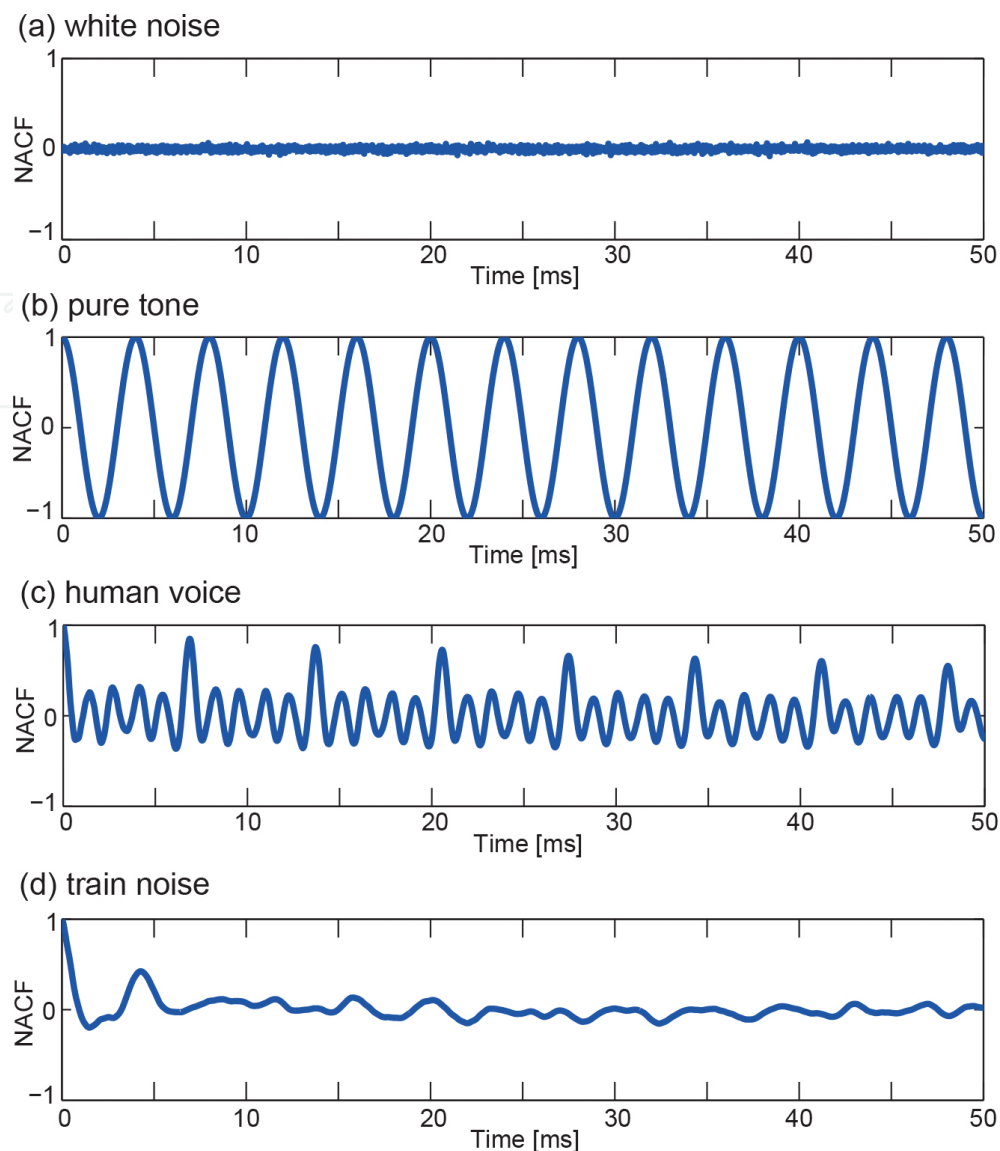 (a) white noise
1
0
−1
NACF
0 10 20 30 40 50
Time [ms]
(b) pure tone
1
0
−1
NACF
0 10 20 30 40 50
Time [ms]
(c) human voice
1
0
−1
NACF
0 10 20 30 40 50
Time [ms]
(d) train noise
1
0
−1
NACF
0 10 20 30 40 50
Time [ms]